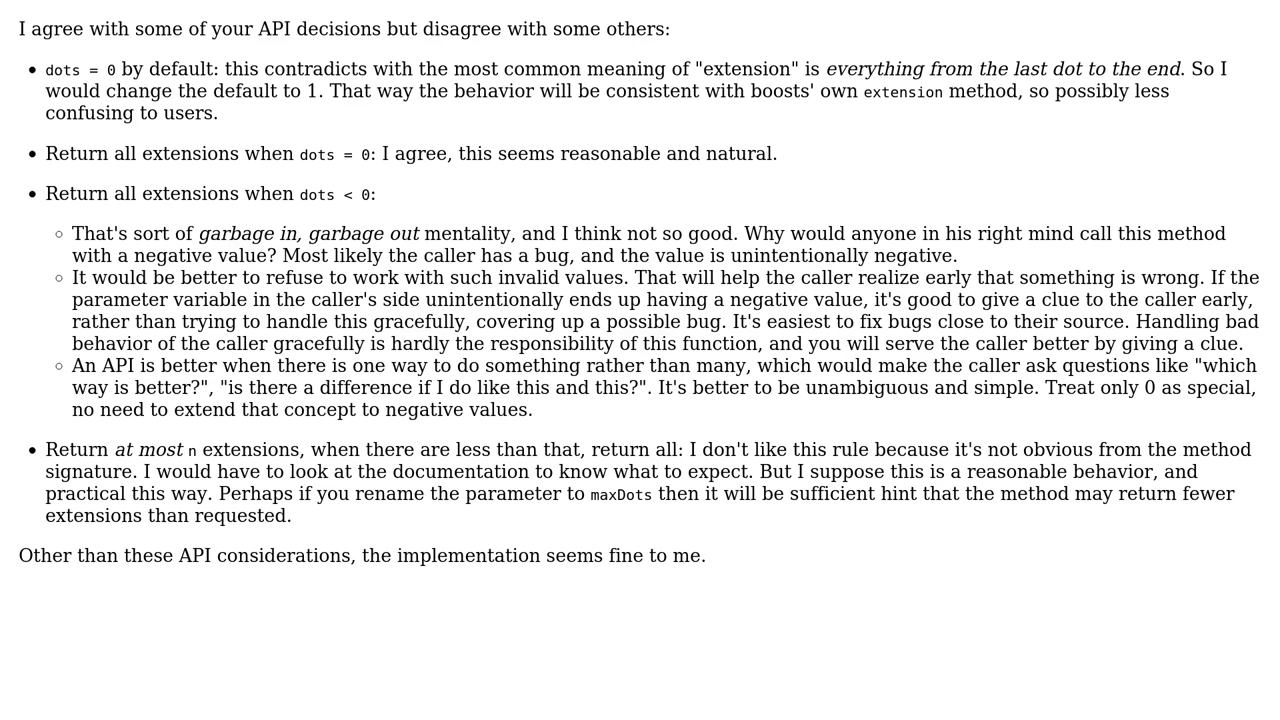 I agree with some of your API decisions but disagree with some others:
• dots = 0 by default: this contradicts with the most common meaning of "extension" is everything from the last dot to the end. So I
would change the default to 1. That way the behavior will be consistent with boosts' own extension method, so possibly less
confusing to users.
• Return all extensions when dots = 0: I agree, this seems reasonable and natural.
• Return all extensions when dots < 0:
◦ That's sort of garbage in, garbage out mentality, and I think not so good. Why would anyone in his right mind call this method
with a negative value? Most likely the caller has a bug, and the value is unintentionally negative.
◦ It would be better to refuse to work with such invalid values. That will help the caller realize early that something is wrong. If the
parameter variable in the caller's side unintentionally ends up having a negative value, it's good to give a clue to the caller early,
rather than trying to handle this gracefully, covering up a possible bug. It's easiest to fix bugs close to their source. Handling bad
behavior of the caller gracefully is hardly the responsibility of this function, and you will serve the caller better by giving a clue.
◦ An API is better when there is one way to do something rather than many, which would make the caller ask questions like "which
way is better?", "is there a difference if I do like this and this?". It's better to be unambiguous and simple. Treat only 0 as special,
no need to extend that concept to negative values.
• Return at most n extensions, when there are less than that, return all: I don't like this rule because it's not obvious from the method
signature. I would have to look at the documentation to know what to expect. But I suppose this is a reasonable behavior, and
practical this way. Perhaps if you rename the parameter to maxDots then it will be sufficient hint that the method may return fewer
extensions than requested.
Other than these API considerations, the implementation seems fine to me.